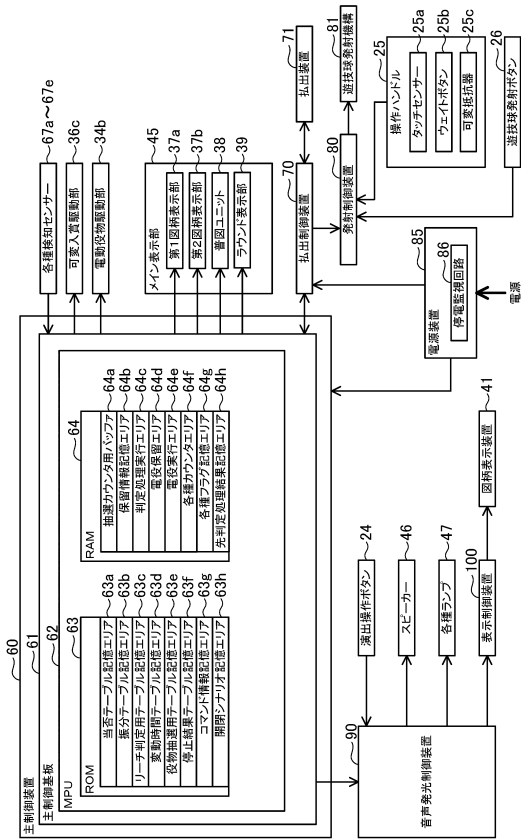 主制御装置 60
主制御基板 61
MPU 62
ROM 63
当否テーブル記憶エリア 63a
振分テーブル記憶エリア 63b
リーチ判定用テーブル記憶エリア 63c
変動時間テーブル記憶エリア 63d
役物抽選用テーブル記憶エリア 63e
停止結果テーブル記憶エリア 63f
コマンド情報記憶エリア 63g
開閉シナリオ記憶エリア 63h
RAM 64
抽選カウンタ用バッファ 64a
保留情報記憶エリア 64b
判定処理実行エリア 64c
電役保留エリア 64d
電役実行エリア 64e
各種カウンタエリア 64f
各種フラグ記憶エリア 64g
先判定処理結果記憶エリア 64h
各種検知センサー 67a～67e
可変入賞駆動部 36c
電動役物駆動部 34b
メイン表示部 45
第1図柄表示部 37a
第2図柄表示部 37b
普図ユニット 38
ラウンド表示部 39
払出制御装置 70
払出装置 71
発射制御装置 80
遊技球発射機構 81
操作ハンドル 25
タッチセンサー 25a
ウェイトボタン 25b
可変抵抗器 25c
遊技球発射ボタン 26
電源装置 85
停電監視回路 86
電源
音声発光制御装置 90
演出操作ボタン 24
スピーカー 46
各種ランプ 47
表示制御装置 100
図柄表示装置 41